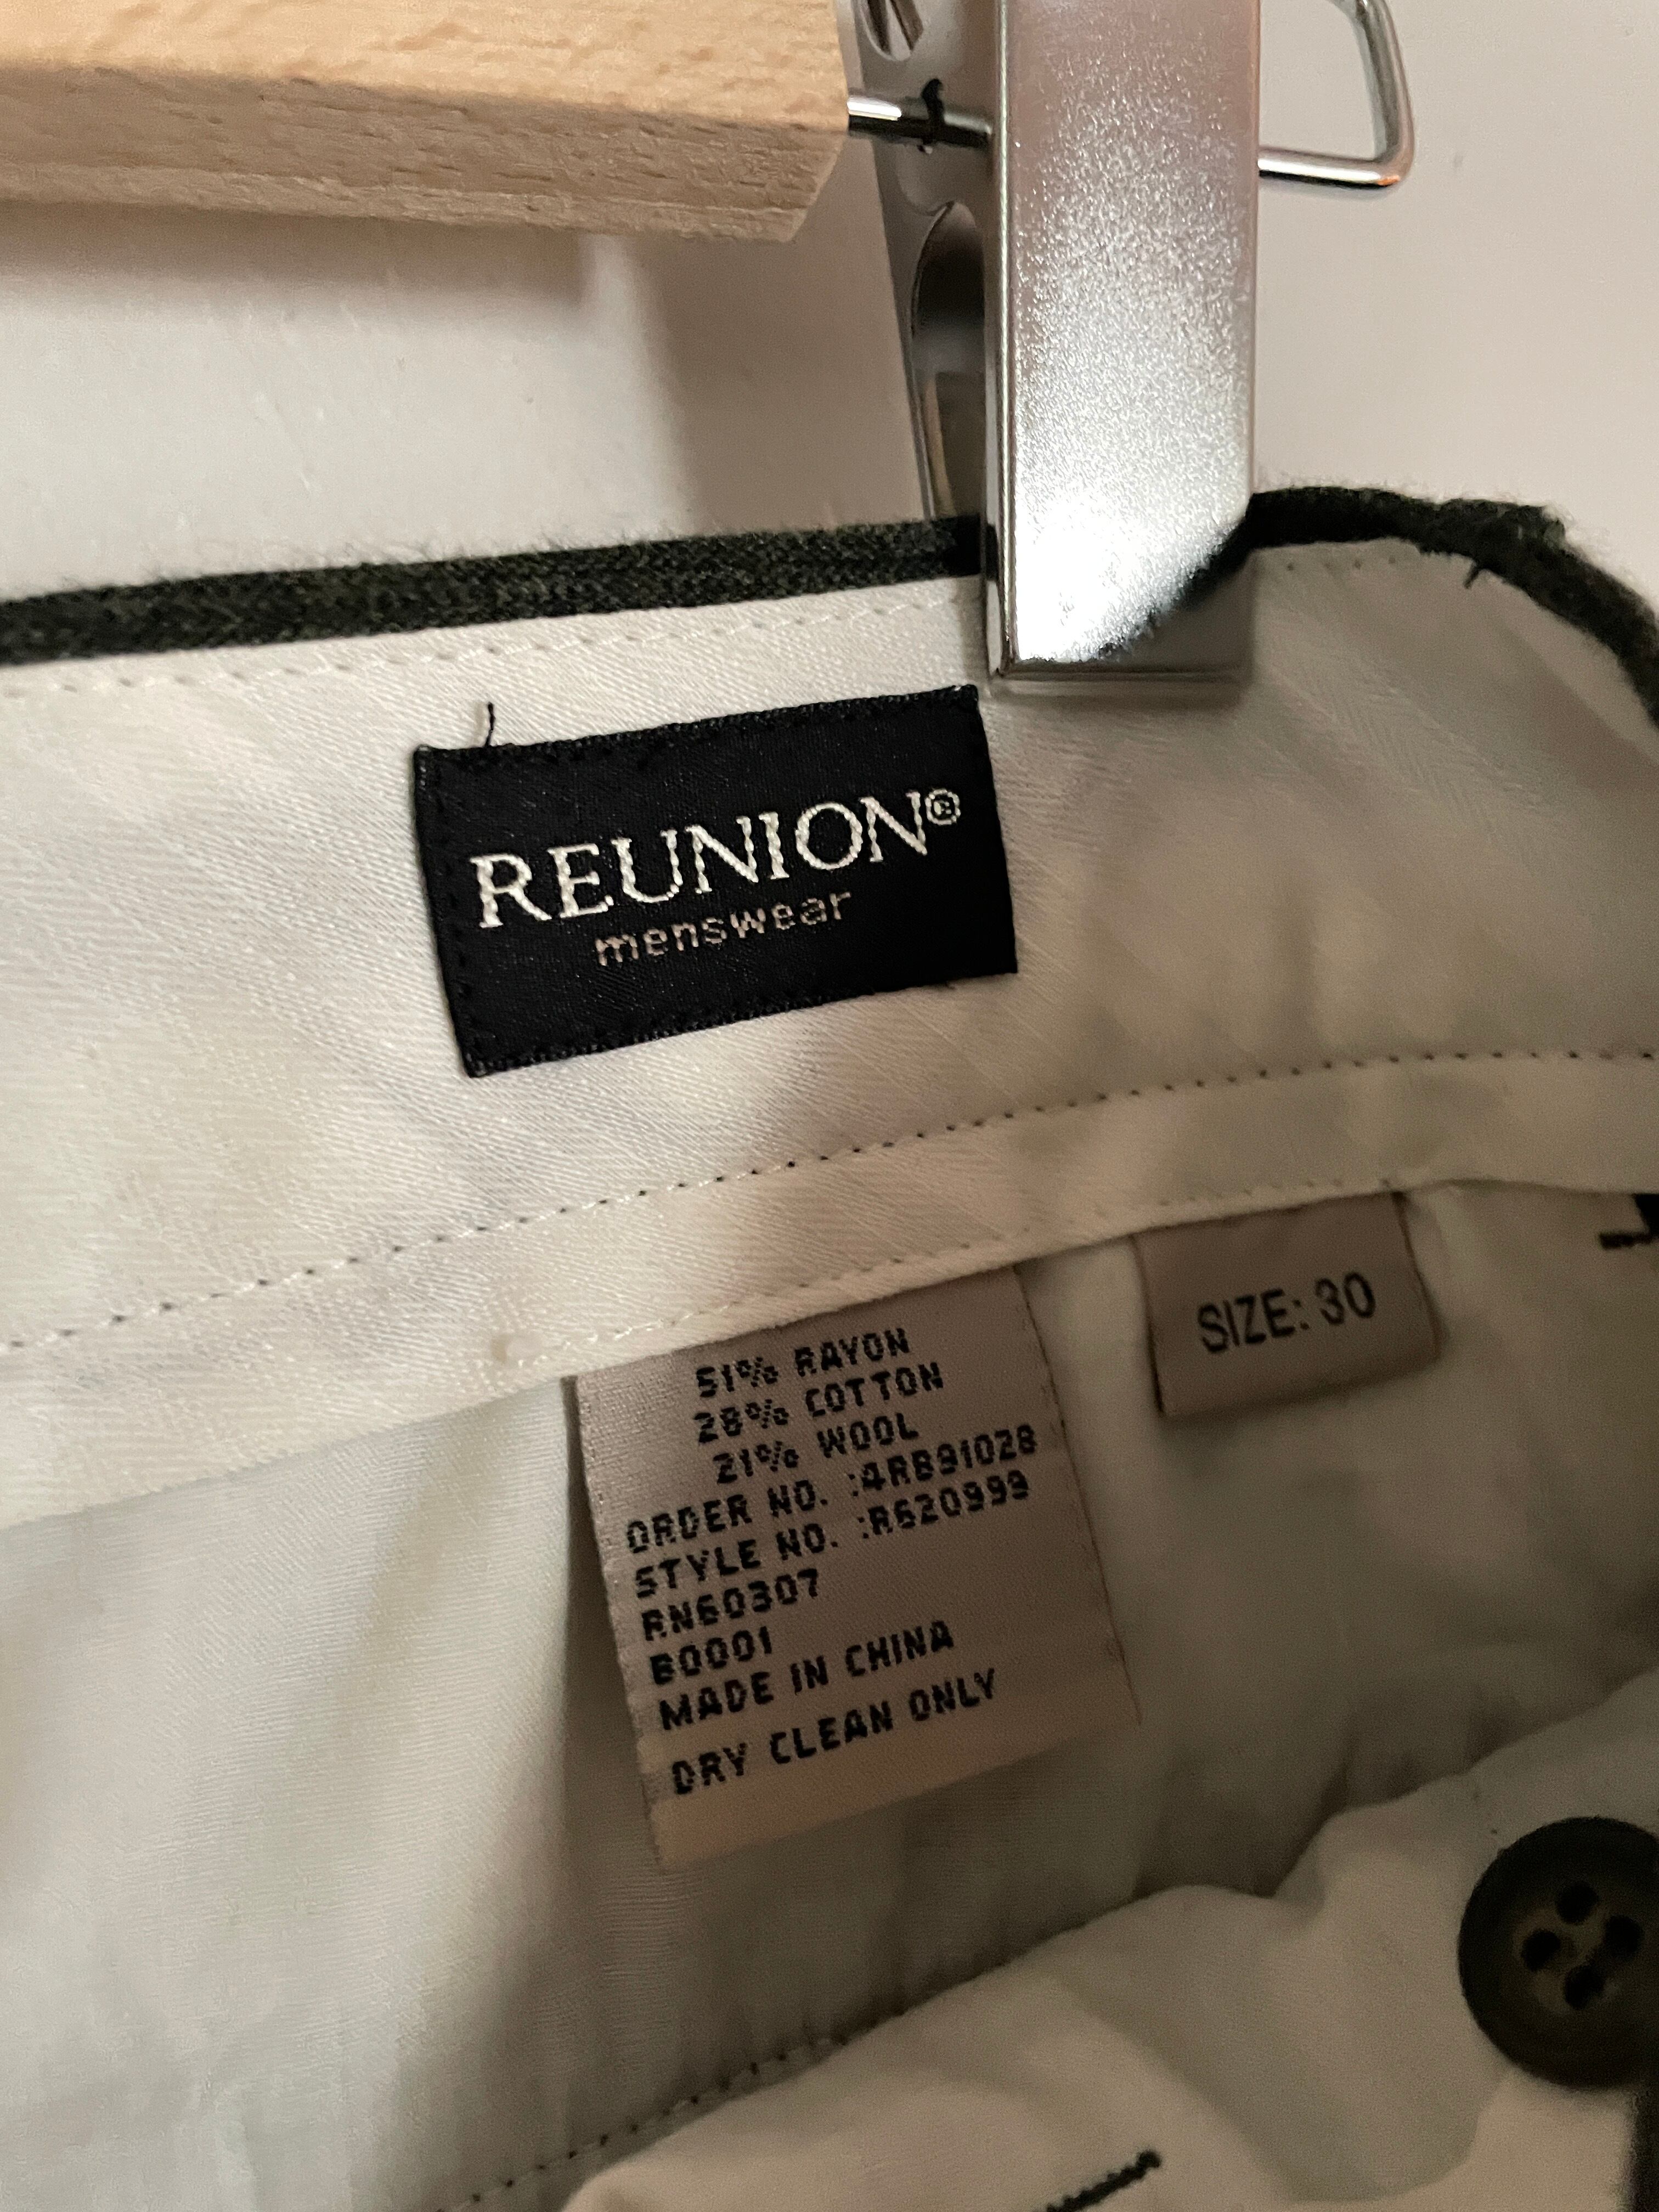 REUNION®
menswear
SIZE: 30
51% RAYON
28% COTTON
21% WOOL
ORDER NO. :4RB91028
STYLE NO. :R620999
RN60307
B0001
MADE IN CHINA
DRY CLEAN ONLY